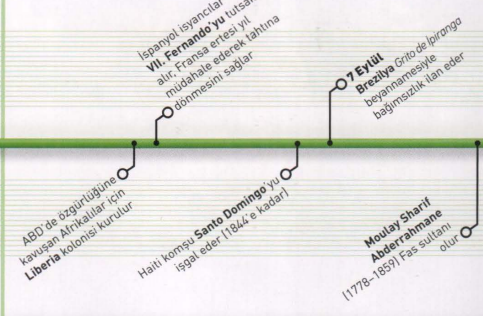 İspanyol isyancılar
VII. Fernando'yu tutsak
alır. Fransa ertesi yıl
müdahale ederek tahtına
dönmesini sağlar
7 Eylül
Brezilya Grito de Ipiranga
beyannamesiyle
bağımsızlık ilan eder
ABD'de özgürlüğüne
kavuşan Afrikalılar için
Liberia kolonisi kurulur
Haiti komşu Santo Domingo'yu
işgal eder (1844'e kadar)
Moulay Sharif
Abderrahmane
(1778-1859) Fas sultanı
olur